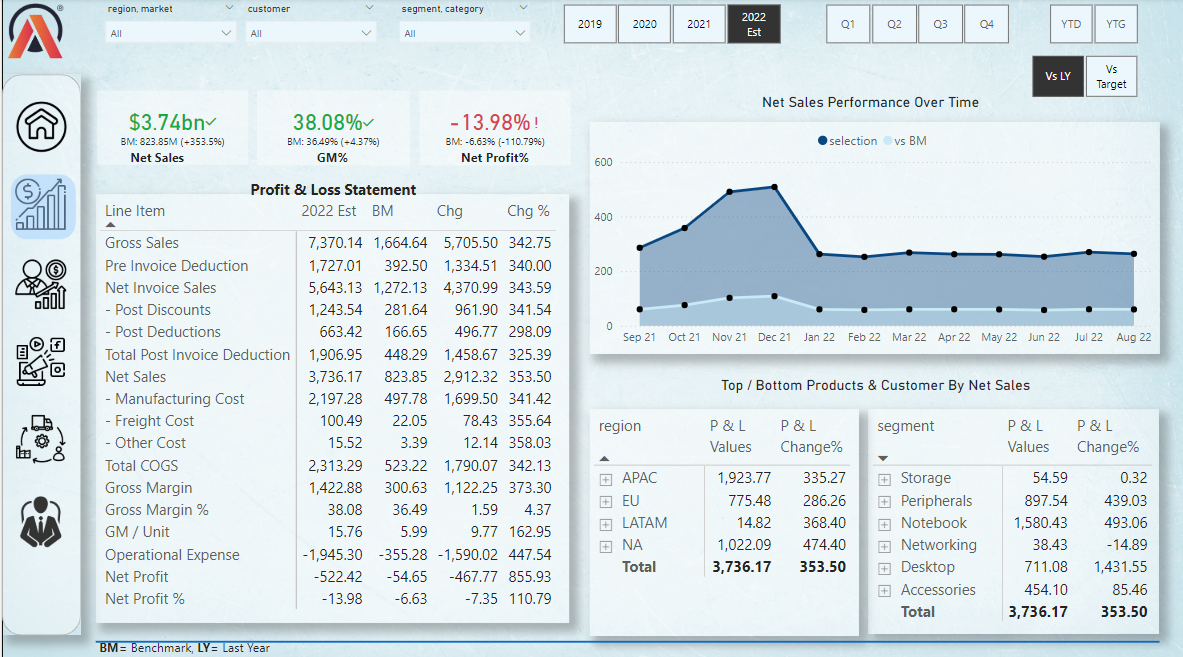 region, market customer segment, category
All All All
2019 2020 2021 2022 Est
Q1 Q2 Q3 Q4
YTD YTG
Vs LY Vs Target
$3.74bn
BM: 823.85M (+353.5%)
Net Sales
38.08%
BM: 36.49% (+4.37%)
GM%
-13.98% !
BM: -6.63% (-110.79%)
Net Profit%
Profit & Loss Statement
Line Item 2022 Est BM Chg Chg %
Gross Sales 7,370.14 1,664.64 5,705.50 342.75
Pre Invoice Deduction 1,727.01 392.50 1,334.51 340.00
Net Invoice Sales 5,643.13 1,272.13 4,370.99 343.59
- Post Discounts 1,243.54 281.64 961.90 341.54
- Post Deductions 663.42 166.65 496.77 298.09
Total Post Invoice Deduction 1,906.95 448.29 1,458.67 325.39
Net Sales 3,736.17 823.85 2,912.32 353.50
- Manufacturing Cost 2,197.28 497.78 1,699.50 341.42
- Freight Cost 100.49 22.05 78.43 355.64
- Other Cost 15.52 3.39 12.14 358.03
Total COGS 2,313.29 523.22 1,790.07 342.13
Gross Margin 1,422.88 300.63 1,122.25 373.30
Gross Margin % 38.08 36.49 1.59 4.37
GM / Unit 15.76 5.99 9.77 162.95
Operational Expense -1,945.30 -355.28 -1,590.02 447.54
Net Profit -522.42 -54.65 -467.77 855.93
Net Profit % -13.98 -6.63 -7.35 110.79
Net Sales Performance Over Time
selection vs BM
600
400
200
0
Sep 21 Oct 21 Nov 21 Dec 21 Jan 22 Feb 22 Mar 22 Apr 22 May 22 Jun 22 Jul 22 Aug 22
Top / Bottom Products & Customer By Net Sales
region P & L Values P & L Change%
APAC 1,923.77 335.27
EU 775.48 286.26
LATAM 14.82 368.40
NA 1,022.09 474.40
Total 3,736.17 353.50
segment P & L Values P & L Change%
Storage 54.59 0.32
Peripherals 897.54 439.03
Notebook 1,580.43 493.06
Networking 38.43 -14.89
Desktop 711.08 1,431.55
Accessories 454.10 85.46
Total 3,736.17 353.50
BM= Benchmark, LY= Last Year